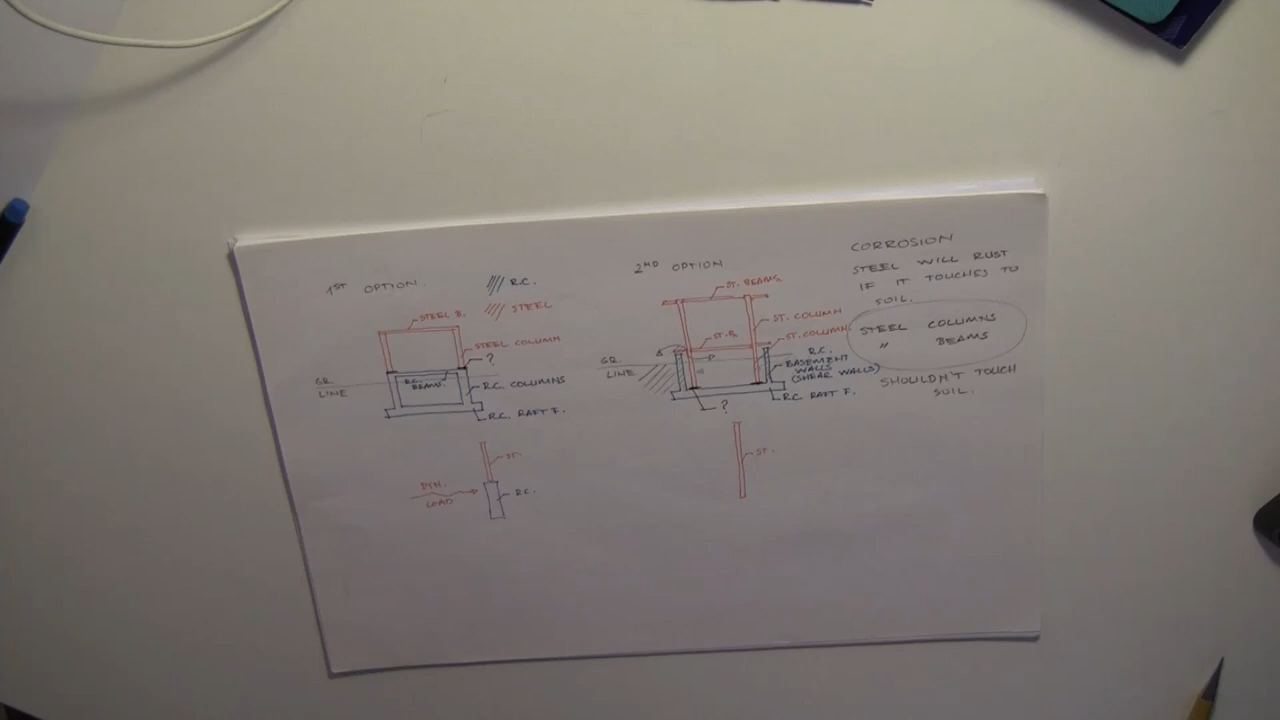 1ST OPTION.
R.C.
STEEL
STEEL B.
STEEL COLUMN
?
GR.
LINE
R.C.
BEAMS.
R.C. COLUMNS
R.C. RAFT F.
ST.
DYN.
LOAD
R.C.
2ND OPTION
ST. BEAMS.
ST. COLUMN
ST. B.
ST. COLUMN.
GR.
LINE
R.C.
BASEMENT
WALLS
(SHEAR WALLS)
R.C. RAFT F.
?
ST.
CORROSION
STEEL WILL RUST
IF IT TOUCHES TO
SOIL.
STEEL COLUMNS
" BEAMS
SHOULDN'T TOUCH
SOIL.